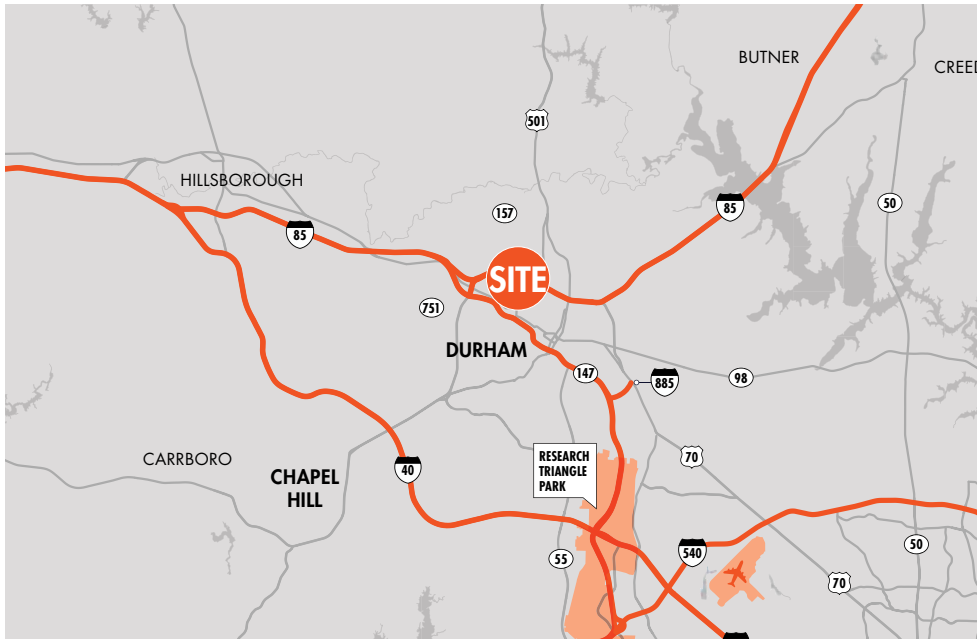 BUTNER
CREED
501
HILLSBOROUGH
157
85
50
85
SITE
751
DURHAM
147
885
98
CARRBORO
CHAPEL
HILL
40
RESEARCH
TRIANGLE
PARK
70
55
540
50
70